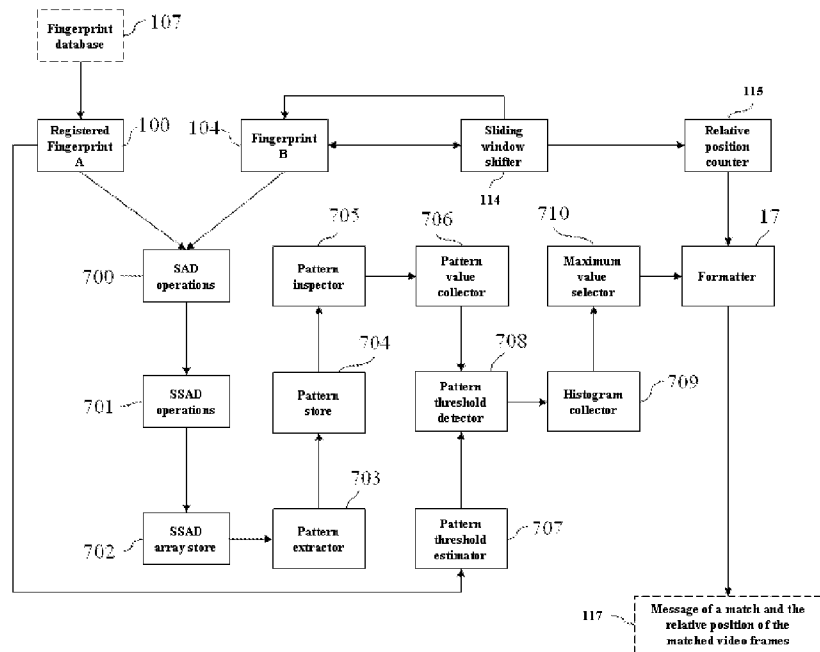 Fingerprint
database
107
Registered
Fingerprint
A
100
104
Fingerprint
B
Sliding
window
shifter
114
115
Relative
position
counter
700
SAD
operations
705
Pattern
inspector
706
Pattern
value
collector
710
Maximum
value
selector
17
Formatter
701
SSAD
operations
704
Pattern
store
708
Pattern
threshold
detector
Histogram
collector
709
702
SSAD
array store
703
Pattern
extractor
Pattern
threshold
estimator
707
117
Message of a match and the
relative position of the
matched video frames